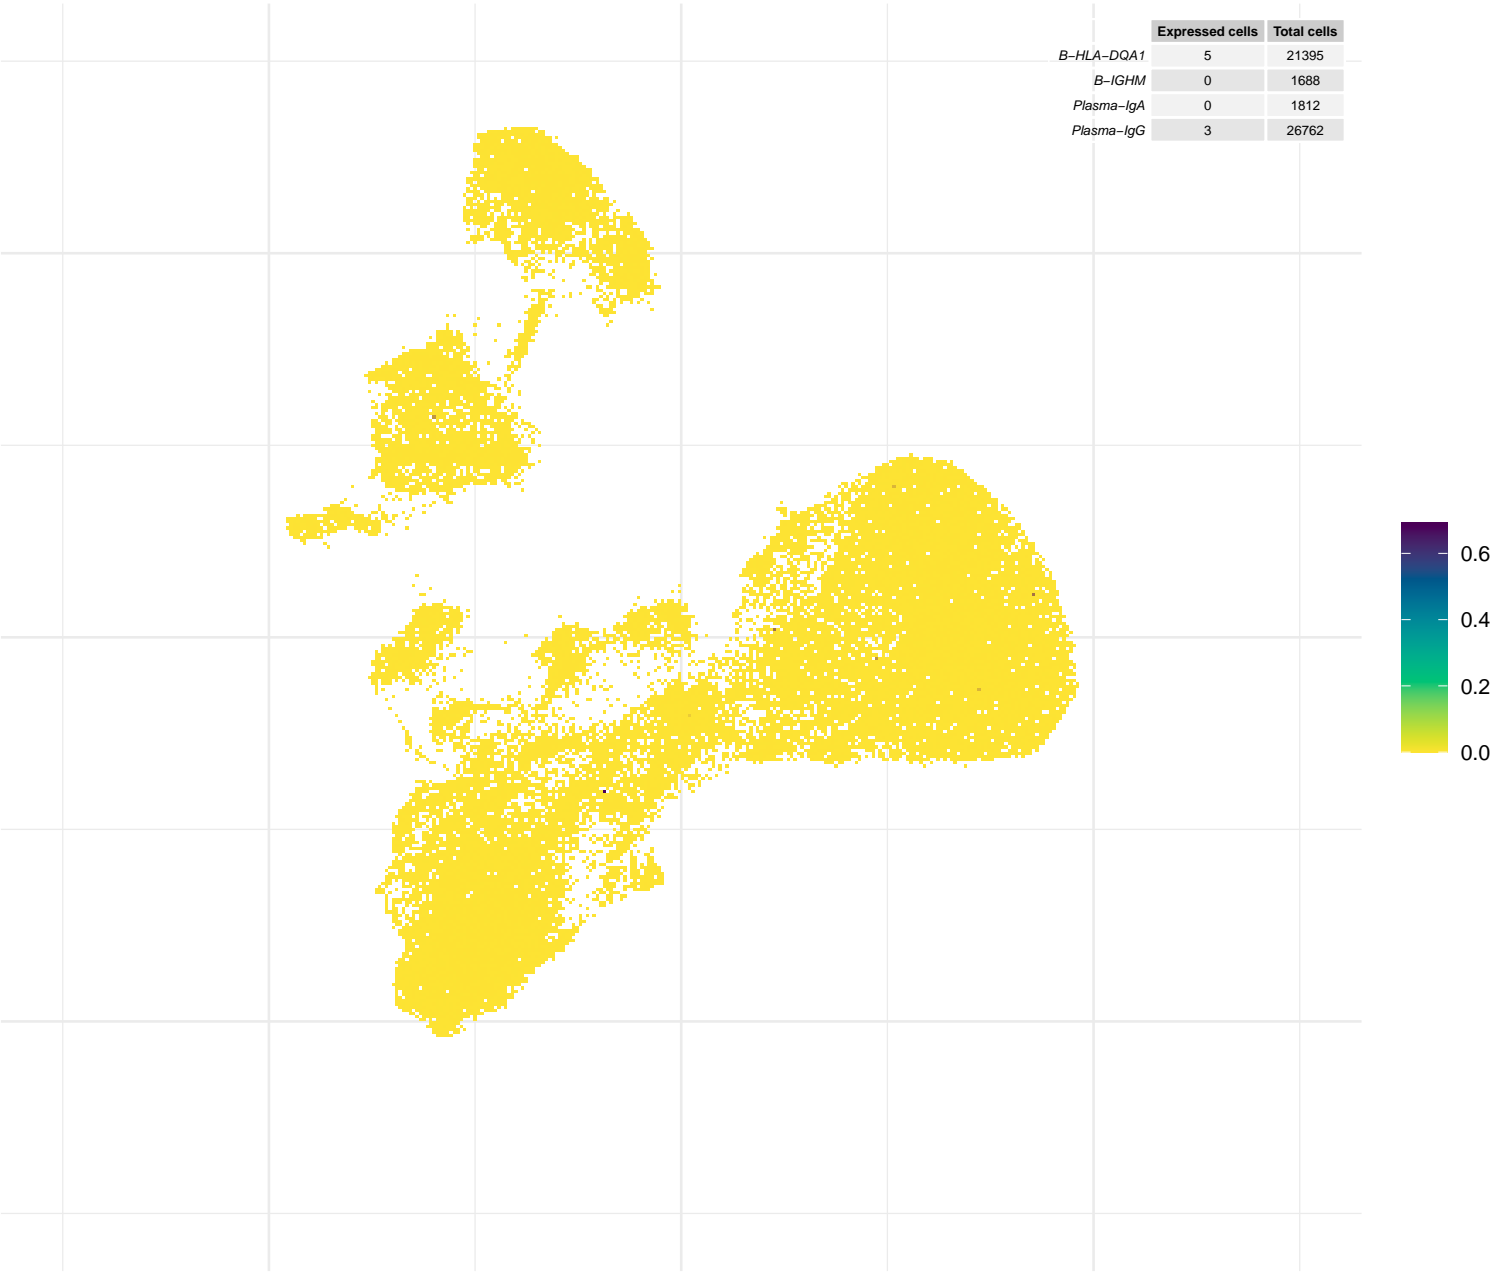 Expressed cells Total cells
B−HLA−DQA1 5 21395
B−IGHM 0 1688
Plasma−IgA 0 1812
Plasma−IgG 3 26762
0.6
0.4
0.2
0.0